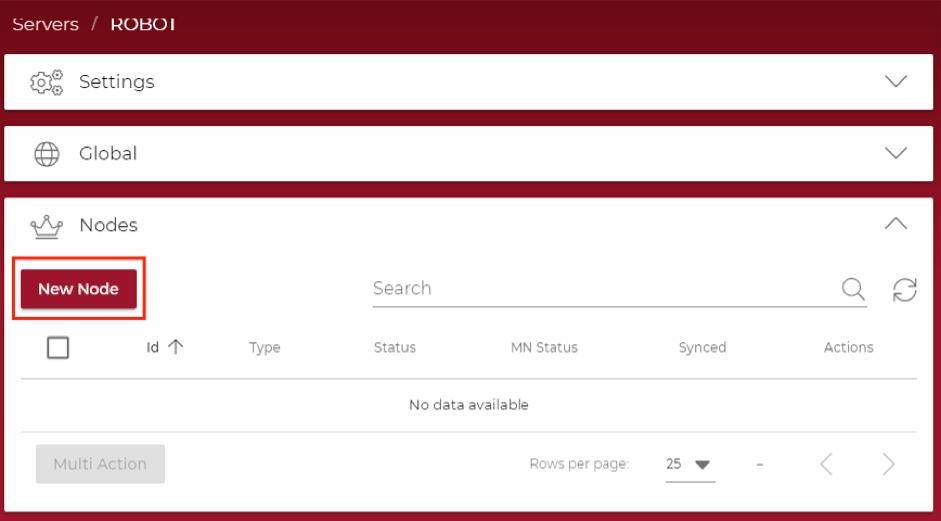 Servers / ROBOT
Settings
Global
Nodes
New Node
Search
Id Type Status MN Status Synced Actions
No data available
Multi Action Rows per page: 25 –